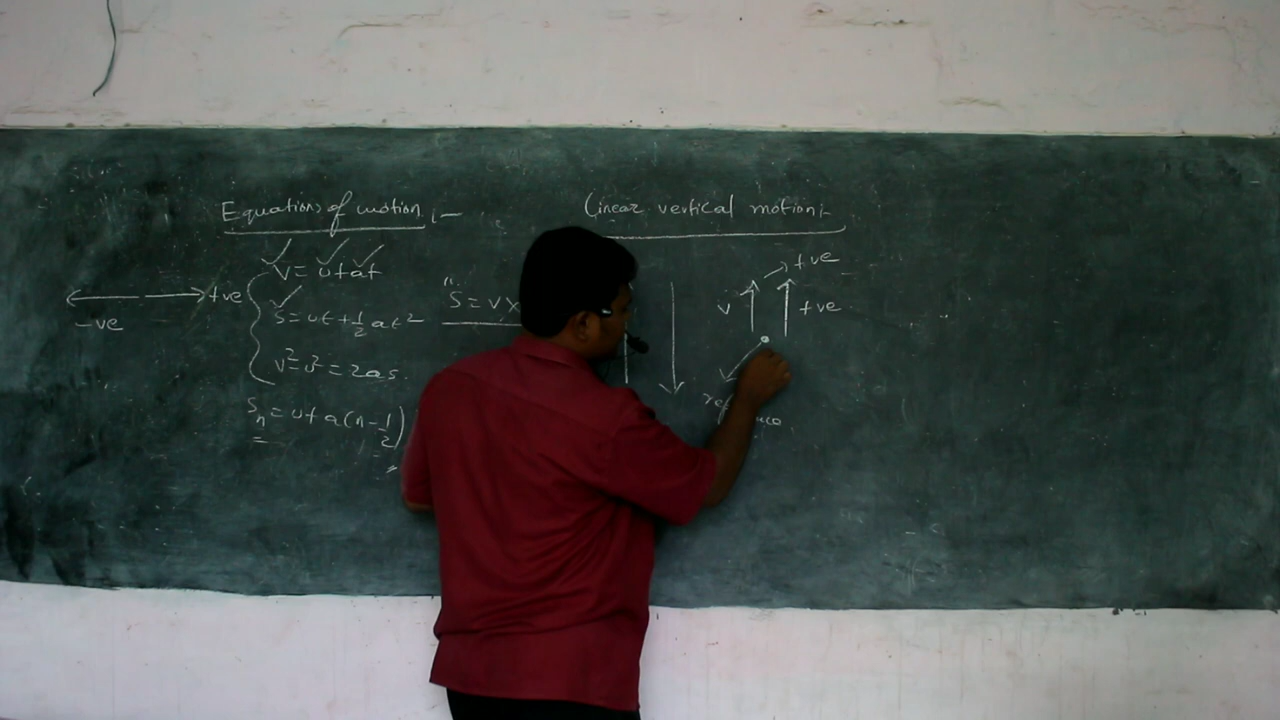 Equations of motion :-
V = u + at
S = ut + 1/2 at²
V² - u² = 2as.
Sn = u + a(n - 1/2)
+ve
-ve
S = V x
Linear vertical motion:-
+ve
V
+ve